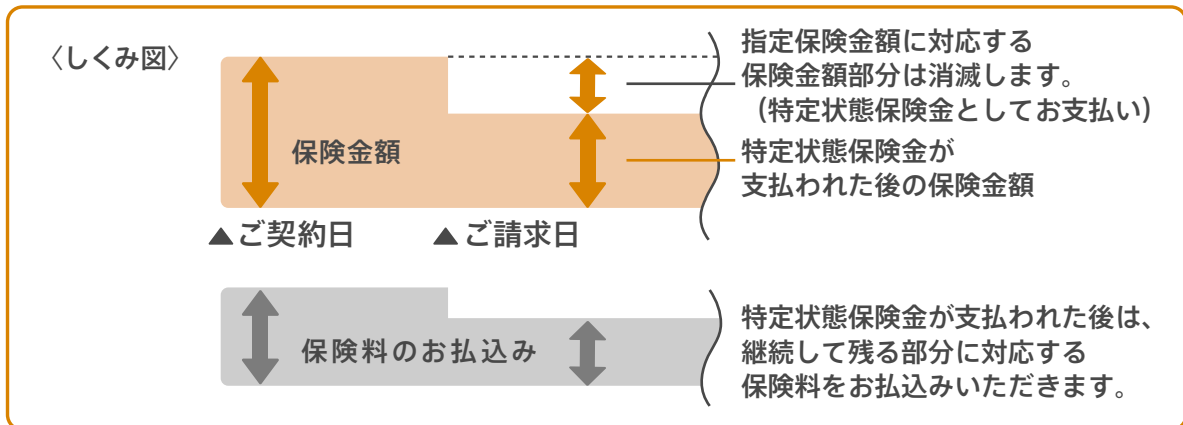 〈しくみ図〉
指定保険金額に対応する
保険金額部分は消滅します。
（特定状態保険金としてお支払い）
保険金額
特定状態保険金が
支払われた後の保険金額
▲ご契約日
▲ご請求日
保険料のお払込み
特定状態保険金が支払われた後は、
継続して残る部分に対応する
保険料をお払込みいただきます。